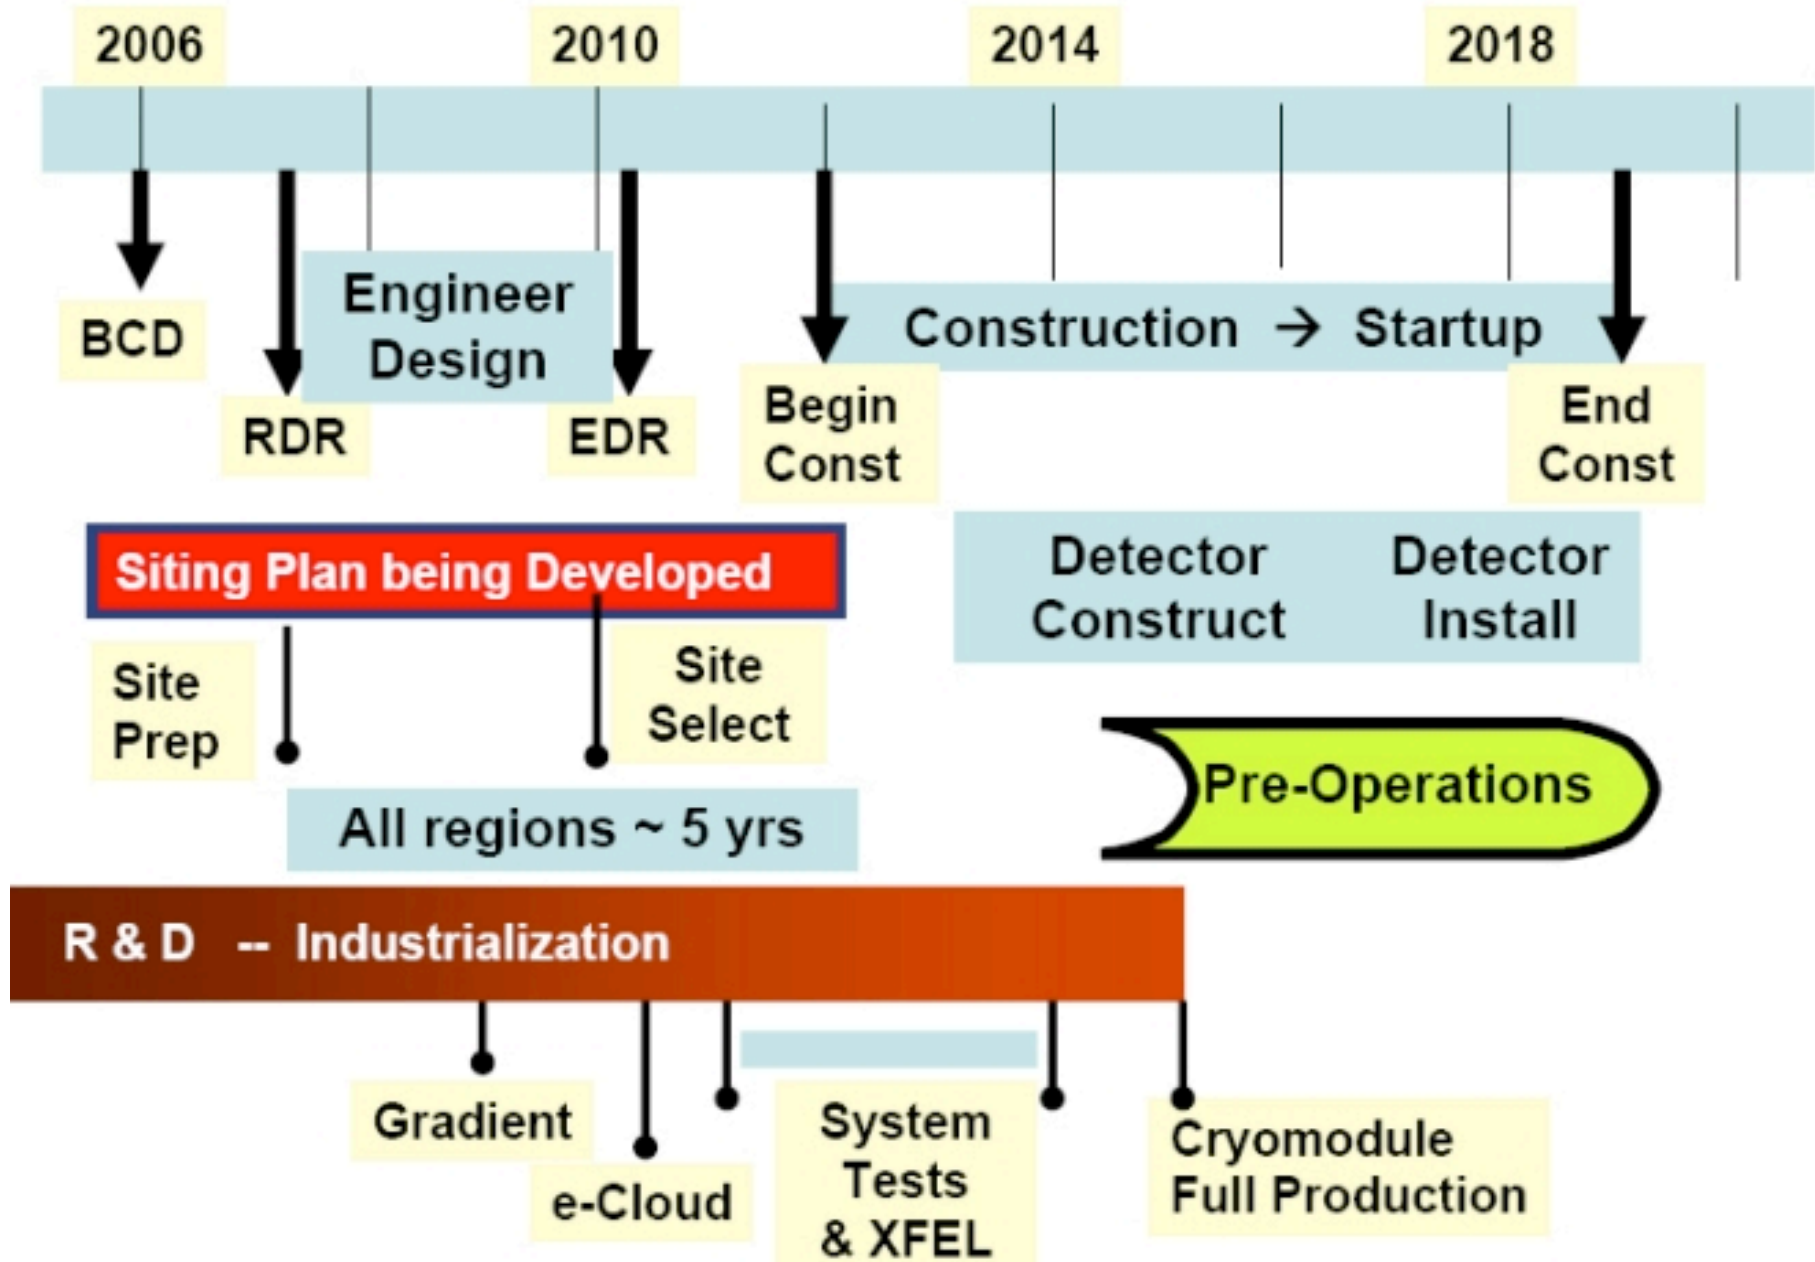 2006 2010 2014 2018
Engineer
Design
BCD
Construction → Startup
RDR
EDR
Begin
Const
End
Const
Siting Plan being Developed
Detector
Construct
Detector
Install
Site
Prep
Site
Select
Pre-Operations
All regions ~ 5 yrs
R & D -- Industrialization
Gradient
e-Cloud
System
Tests
& XFEL
Cryomodule
Full Production